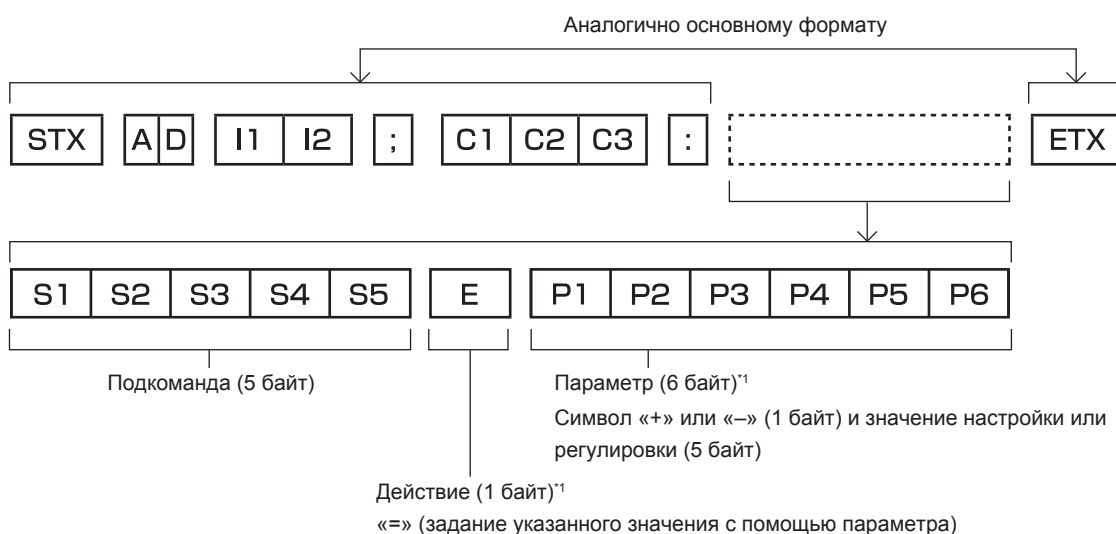 Аналогично основному формату
STX A D I1 I2 ; C1 C2 C3 : ETX
S1 S2 S3 S4 S5 E P1 P2 P3 P4 P5 P6
Подкоманда (5 байт)
Параметр (6 байт)*1
Символ «+» или «–» (1 байт) и значение настройки или
регулировки (5 байт)
Действие (1 байт)*1
«=» (задание указанного значения с помощью параметра)